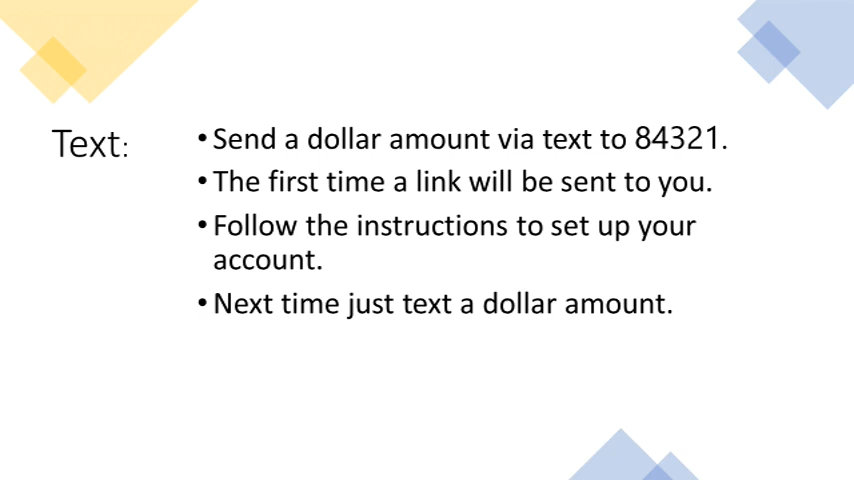 Text:
• Send a dollar amount via text to 84321.
• The first time a link will be sent to you.
• Follow the instructions to set up your
account.
• Next time just text a dollar amount.